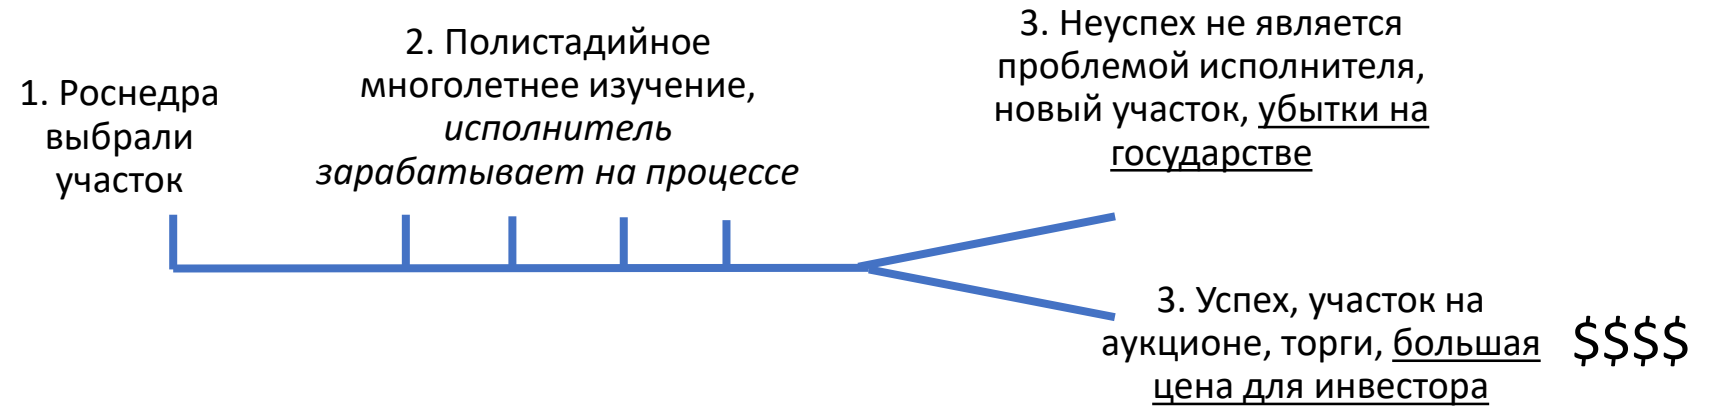 1. Роснедра
выбрали
участок
2. Полистадийное
многолетнее изучение,
исполнитель
зарабатывает на процессе
3. Неуспех не является
проблемой исполнителя,
новый участок, убытки на
государстве
3. Успех, участок на
аукционе, торги, большая
цена для инвестора
$$$$